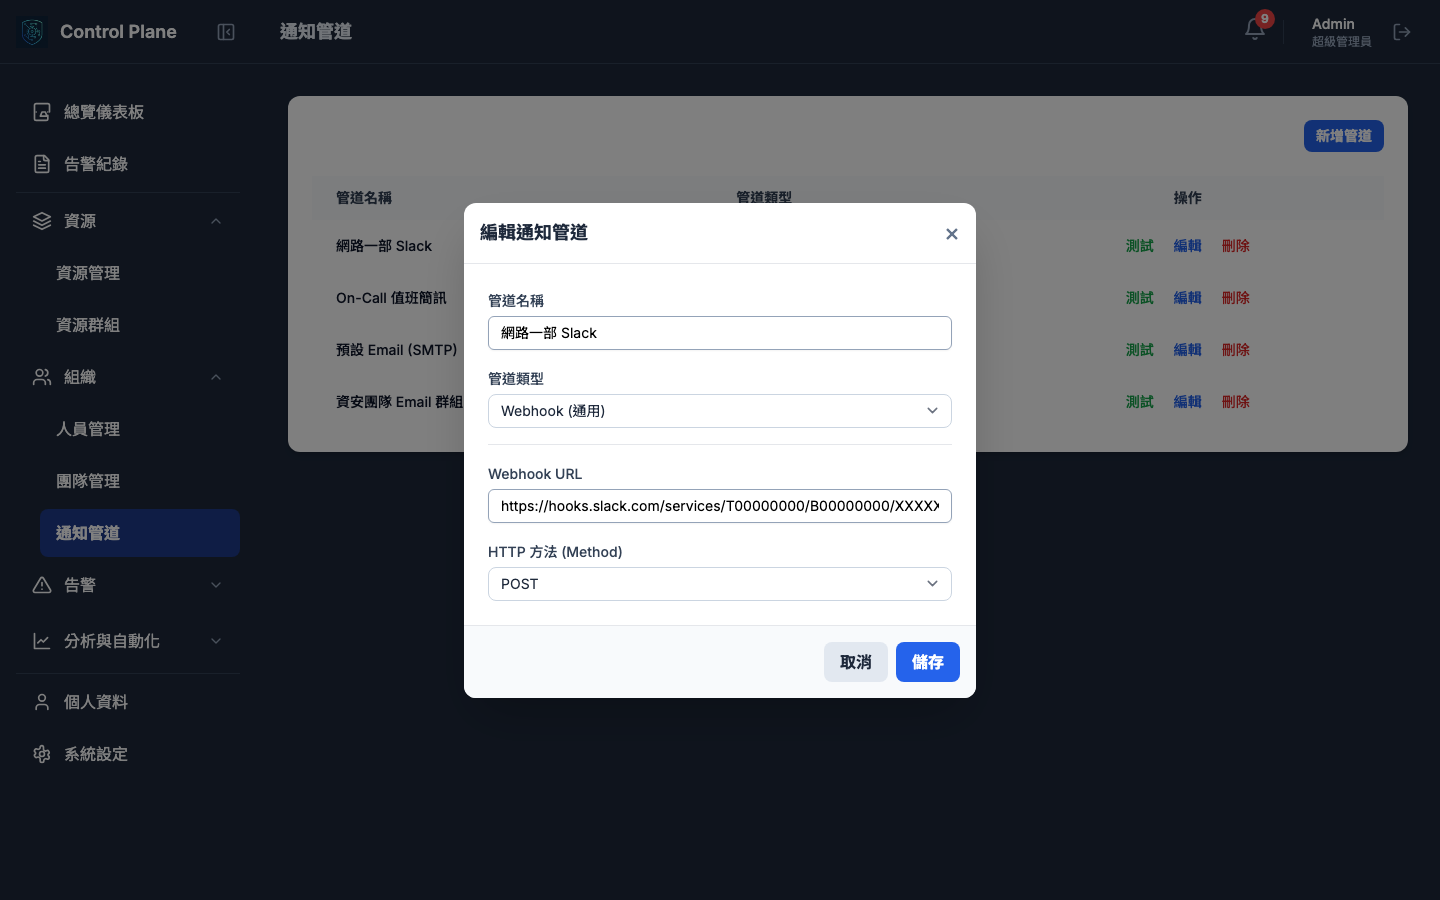 Control Plane
通知管道
9
Admin
超級管理員
總覽儀表板
告警紀錄
資源
資源管理
資源群組
組織
人員管理
團隊管理
通知管道
告警
分析與自動化
個人資料
系統設定
新增管道
管道名稱 管道類型 操作
網路一部 Slack 測試 編輯 刪除
On-Call 值班簡訊 測試 編輯 刪除
預設 Email (SMTP) 測試 編輯 刪除
資安團隊 Email 群組 測試 編輯 刪除
編輯通知管道
管道名稱
網路一部 Slack
管道類型
Webhook (通用)
Webhook URL
https://hooks.slack.com/services/T00000000/B00000000/XXXXX
HTTP 方法 (Method)
POST
取消 儲存